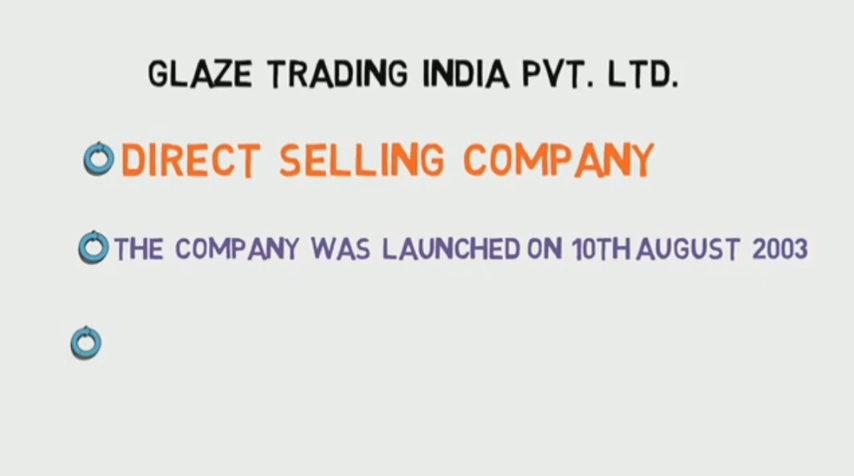 GLAZE TRADING INDIA PVT. LTD.
DIRECT SELLING COMPANY
THE COMPANY WAS LAUNCHED ON 10TH AUGUST 2003